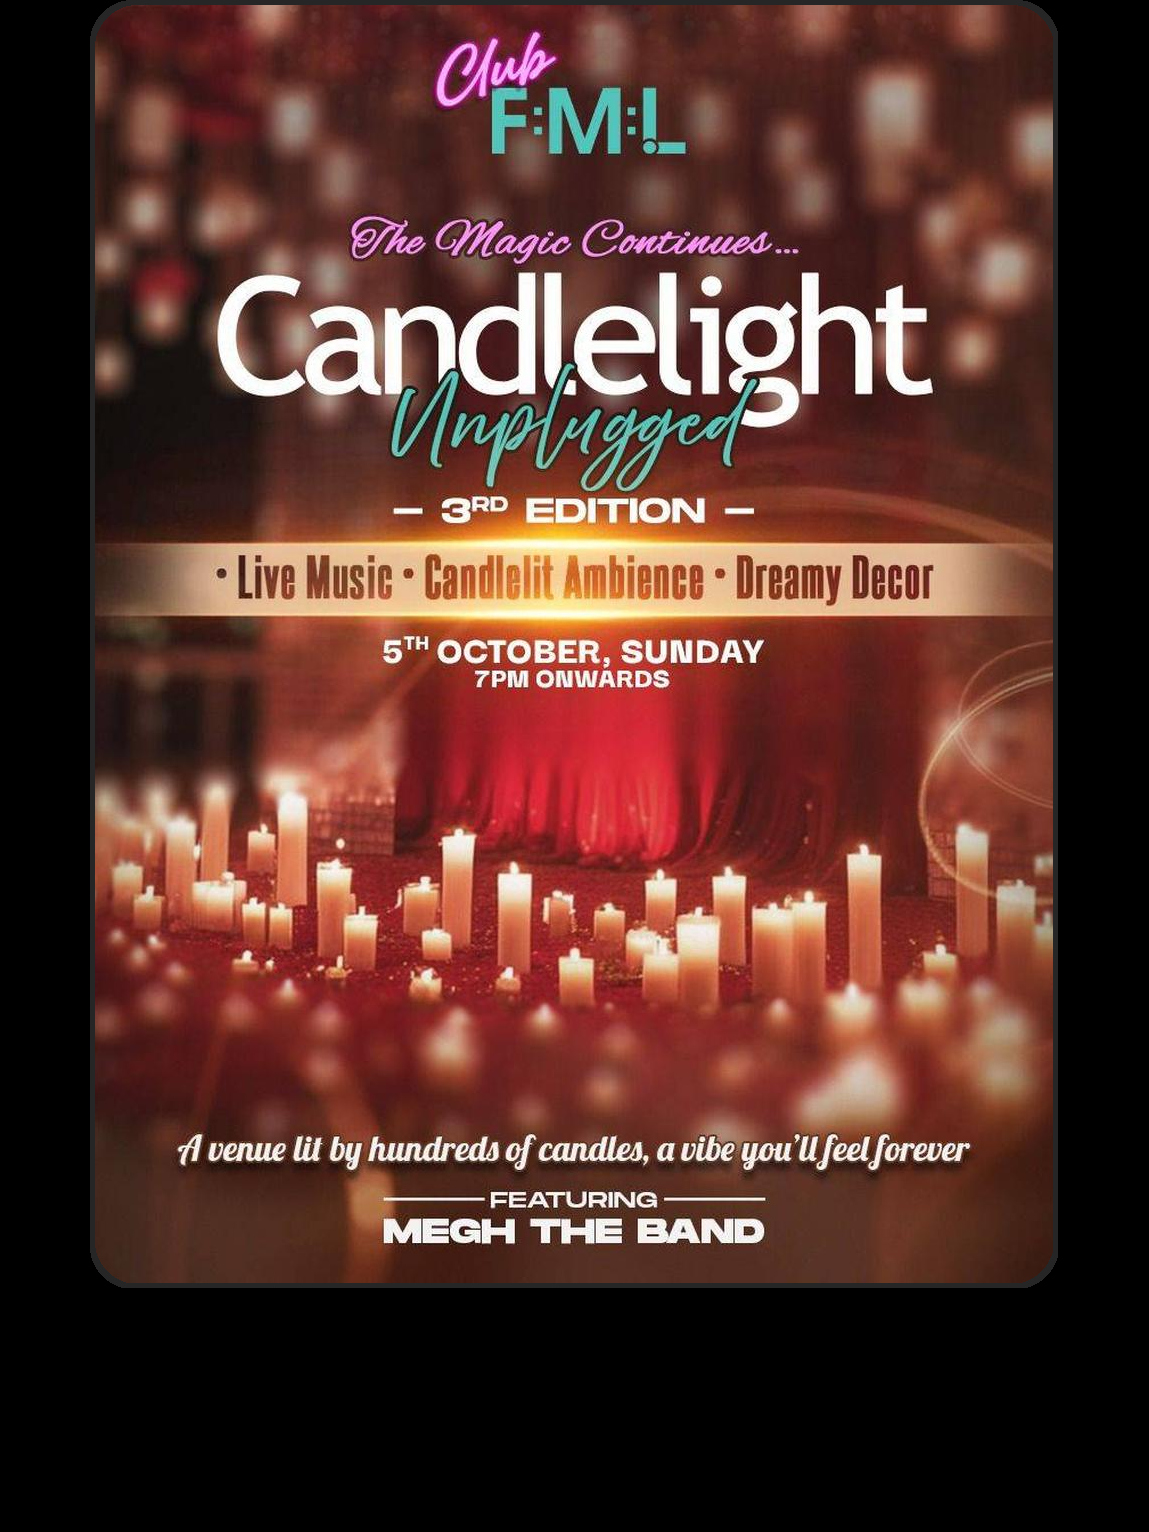 Club
F:M:L
The Magic Continues...
Candlelight
Unplugged
– 3RD EDITION –
• Live Music • Candlelit Ambience • Dreamy Decor
5TH OCTOBER, SUNDAY
7PM ONWARDS
A venue lit by hundreds of candles, a vibe you'll feel forever
FEATURING
MEGH THE BAND